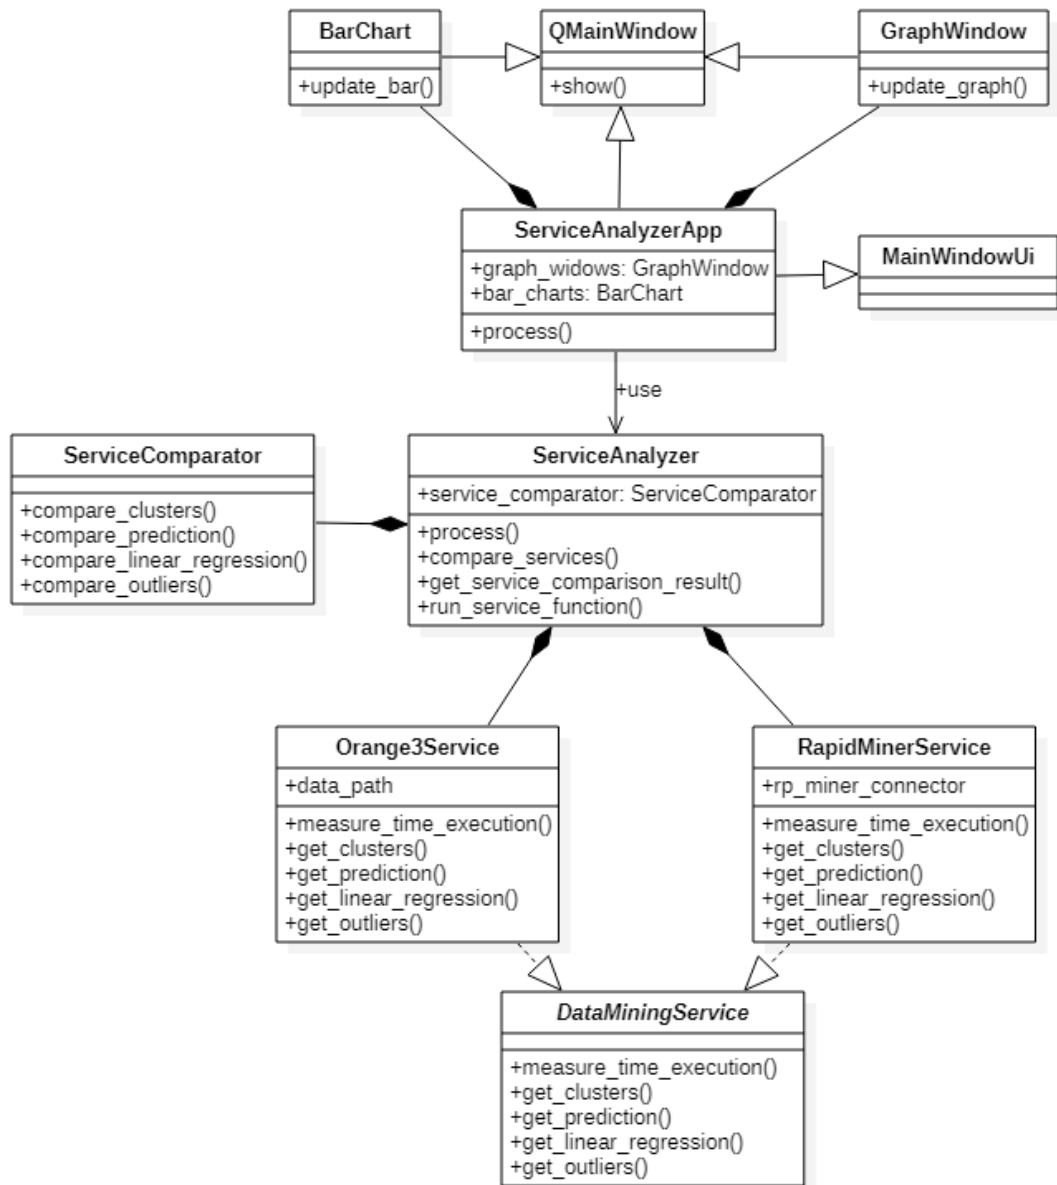 BarChart
+update_bar()
QMainWindow
+show()
GraphWindow
+update_graph()
ServiceAnalyzerApp
+graph_widows: GraphWindow
+bar_charts: BarChart
+process()
MainWindowUi
+use
ServiceComparator
+compare_clusters()
+compare_prediction()
+compare_linear_regression()
+compare_outliers()
ServiceAnalyzer
+service_comparator: ServiceComparator
+process()
+compare_services()
+get_service_comparison_result()
+run_service_function()
Orange3Service
+data_path
+measure_time_execution()
+get_clusters()
+get_prediction()
+get_linear_regression()
+get_outliers()
RapidMinerService
+rp_miner_connector
+measure_time_execution()
+get_clusters()
+get_prediction()
+get_linear_regression()
+get_outliers()
DataMiningService
+measure_time_execution()
+get_clusters()
+get_prediction()
+get_linear_regression()
+get_outliers()